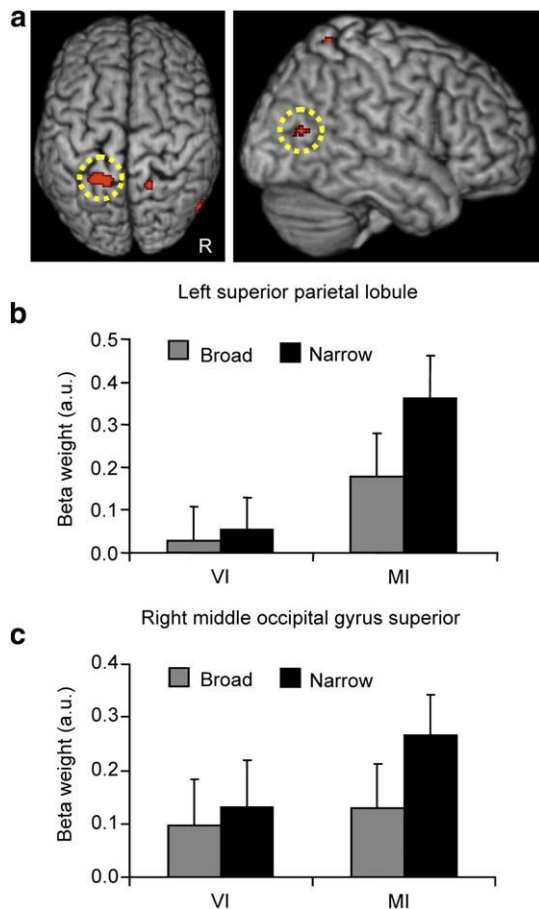 a
R
Left superior parietal lobule
b
Beta weight (a.u.)
0.5
0.4
0.3
0.2
0.1
0.0
Broad
Narrow
VI
MI
Right middle occipital gyrus superior
c
Beta weight (a.u.)
0.4
0.3
0.2
0.1
0.0
Broad
Narrow
VI
MI